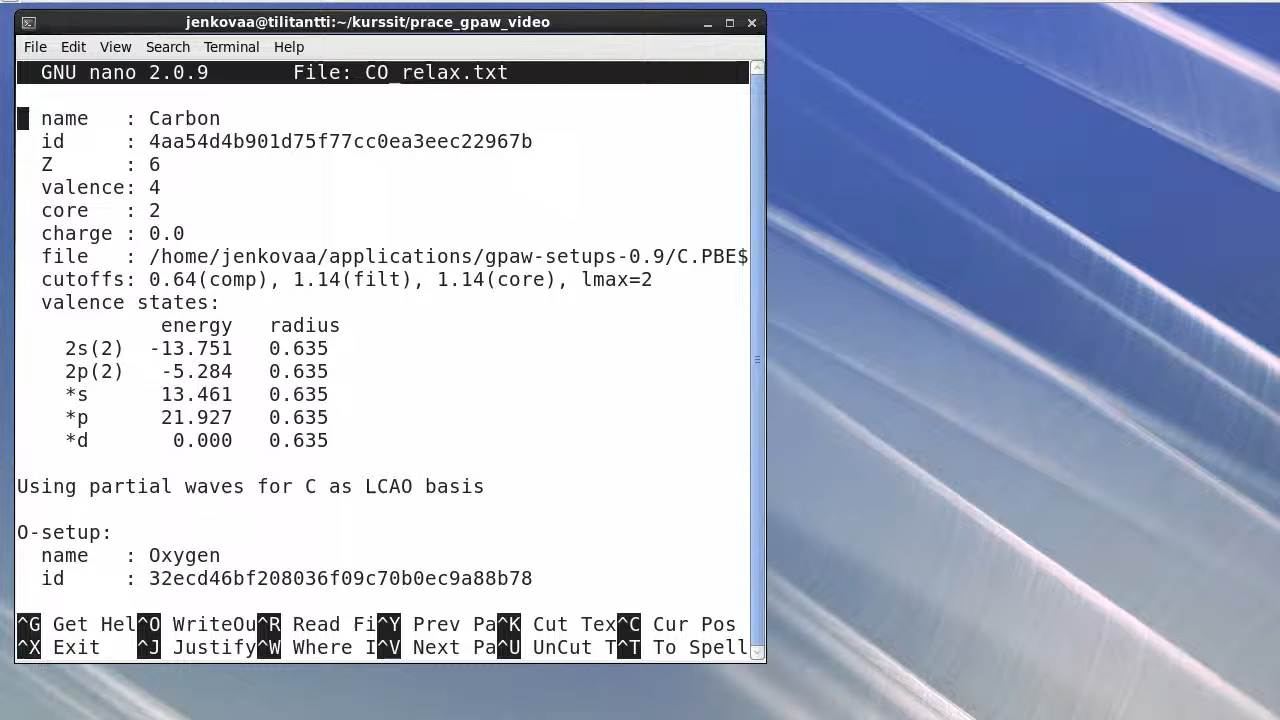 jenkovaa@tilitantti:~/kurssit/prace_gpaw_video
File Edit View Search Terminal Help
GNU nano 2.0.9 File: CO_relax.txt
name : Carbon
id : 4aa54d4b901d75f77cc0ea3eec22967b
Z : 6
valence: 4
core : 2
charge : 0.0
file : /home/jenkovaa/applications/gpaw-setups-0.9/C.PBE$
cutoffs: 0.64(comp), 1.14(filt), 1.14(core), lmax=2
valence states:
energy radius
2s(2) -13.751 0.635
2p(2) -5.284 0.635
*s 13.461 0.635
*p 21.927 0.635
*d 0.000 0.635
Using partial waves for C as LCAO basis
O-setup:
name : Oxygen
id : 32ecd46bf208036f09c70b0ec9a88b78
^G Get Hel^O WriteOu^R Read Fi^Y Prev Pa^K Cut Tex^C Cur Pos
^X Exit ^J Justify^W Where I^V Next Pa^U UnCut T^T To Spell